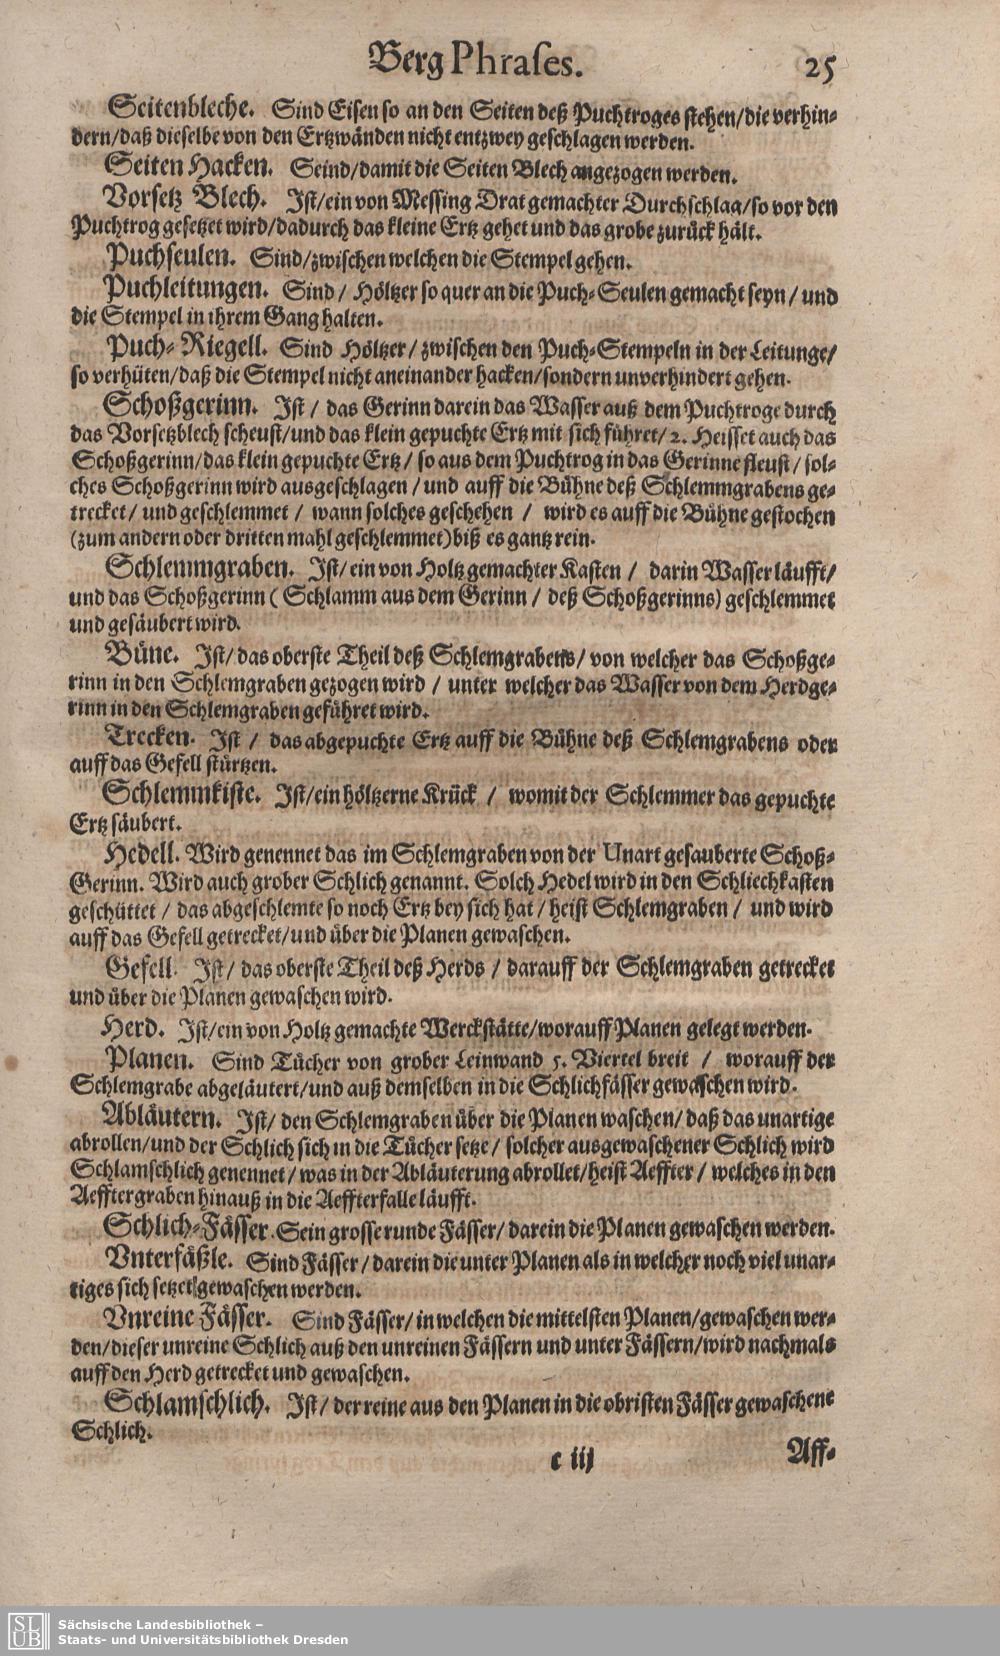 Berg Phrases. 25
Seitenbleche. Sind Eisen so an den Seiten deß Puchtroges stehen/die verhin-
dern/daß dieselbe von den Ertzwänden nicht entzwey geschlagen werden.
Seiten Hacken. Seind/damit die Seiten Blech angezogen werden.
Vorsetz Blech. Ist/ein von Messing Drat gemachter Durchschlag/so vor den
Puchtrog gesetzet wird/dadurch das kleine Ertz gehet und das grobe zurück hält.
Puchseulen. Sind/zwischen welchen die Stempel gehen.
Puchleitungen. Sind/ Höltzer so quer an die Puch-Seulen gemacht seyn/ und
die Stempel in ihrem Gang halten.
Puch-Riegell. Sind Höltzer/ zwischen den Puch-Stempeln in der Leitunge/
so verhüten/daß die Stempel nicht aneinander hacken/sondern unverhindert gehen.
Schoßgerinn. Ist/ das Gerinn darein das Wasser auß dem Puchtroge durch
das Vorsetzblech scheust/und das klein gepuchte Ertz mit sich führet/ 2. Heisset auch das
Schoßgerinn/das klein gepuchte Ertz/ so aus dem Puchtrog in das Gerinne fleust/ sol-
ches Schoßgerinn wird ausgeschlagen/ und auff die Bühne deß Schlemmgrabens ge-
trecket/ und geschlemmet/ wann solches geschehen/ wird es auff die Bühne gestochen
(zum andern oder dritten mahl geschlemmet) biß es gantz rein.
Schlemmgraben. Ist/ ein von Holtz gemachter Kasten/ darin Wasser läufft/
und das Schoßgerinn (Schlamm aus dem Gerinn/ deß Schoßgerinns) geschlemmet
und gesäubert wird.
Büne. Ist/ das oberste Theil deß Schlemgrabens/ von welcher das Schoßge-
rinn in den Schlemgraben gezogen wird/ unter welcher das Wasser von dem Herdge-
rinn in den Schlemgraben geführet wird.
Trecken. Ist/ das abgepuchte Ertz auff die Bühne deß Schlemgrabens oder
auff das Gefell stürtzen.
Schlemmkiste. Ist/ein höltzerne Krück/ womit der Schlemmer das gepuchte
Ertz säubert.
Hedell. Wird genennet das im Schlemgraben von der Unart gesauberte Schoß-
Gerinn. Wird auch grober Schlich genannt. Solch Hedel wird in den Schliechkasten
geschüttet/ das abgeschlemte so noch Ertz bey sich hat/ heist Schlemgraben/ und wird
auff das Gefell getrecket/und über die Planen gewaschen.
Gefell. Ist/ das oberste Theil deß Herds/ darauff der Schlemgraben getrecket
und über die Planen gewaschen wird.
Herd. Ist/ein von Holtz gemachte Werckstätte/worauff Planen gelegt werden.
Planen. Sind Tücher von grober Leinwand 5. Viertel breit/ worauff der
Schlemgrabe abgeläutert/und auß demselben in die Schlichfässer gewaschen wird.
Abläutern. Ist/ den Schlemgraben über die Planen waschen/ daß das unartige
abrollen/und der Schlich sich in die Tücher setze/ solcher ausgewaschener Schlich wird
Schlamschlich genennet/was in der Abläuterung abrollet/heist Aeffter/ welches in den
Aefftergraben hinauß in die Aeffterfalle läufft.
Schlich-Fässer. Sein grosse runde Fässer/ darein die Planen gewaschen werden.
Vnterfäßle. Sind Fässer/ darein die unter Planen als in welcher noch viel unar-
tiges sich setzet gewaschen werden.
Vnreine Fässer. Sind Fässer/ in welchen die mittelsten Planen/gewaschen wer-
den/dieser unreine Schlich auß den unreinen Fässern und unter Fässern/wird nachmals
auff den Herd getrecket und gewaschen.
Schlamschlich. Ist/ der reine aus den Planen in die obristen Fässer gewaschene
Schlich.
c iij Aff-
SLUB Sächsische Landesbibliothek –
Staats- und Universitätsbibliothek Dresden